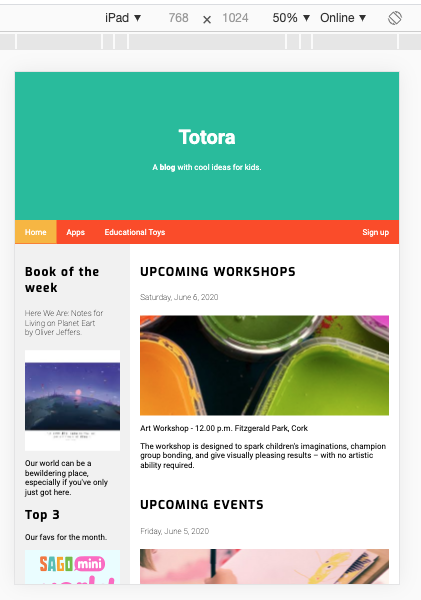 iPad ▼ 768 × 1024 50% ▼ Online ▼
Totora
A blog with cool ideas for kids.
Home Apps Educational Toys Sign up
Book of the
week
Here We Are: Notes for
Living on Planet Eart
by Oliver Jeffers.
Our world can be a
bewildering place,
especially if you've only
just got here.
Top 3
Our favs for the month.
SAGO mini
UPCOMING WORKSHOPS
Saturday, June 6, 2020
Art Workshop - 12.00 p.m. Fitzgerald Park, Cork
The workshop is designed to spark children's imaginations, champion
group bonding, and give visually pleasing results – with no artistic
ability required.
UPCOMING EVENTS
Friday, June 5, 2020